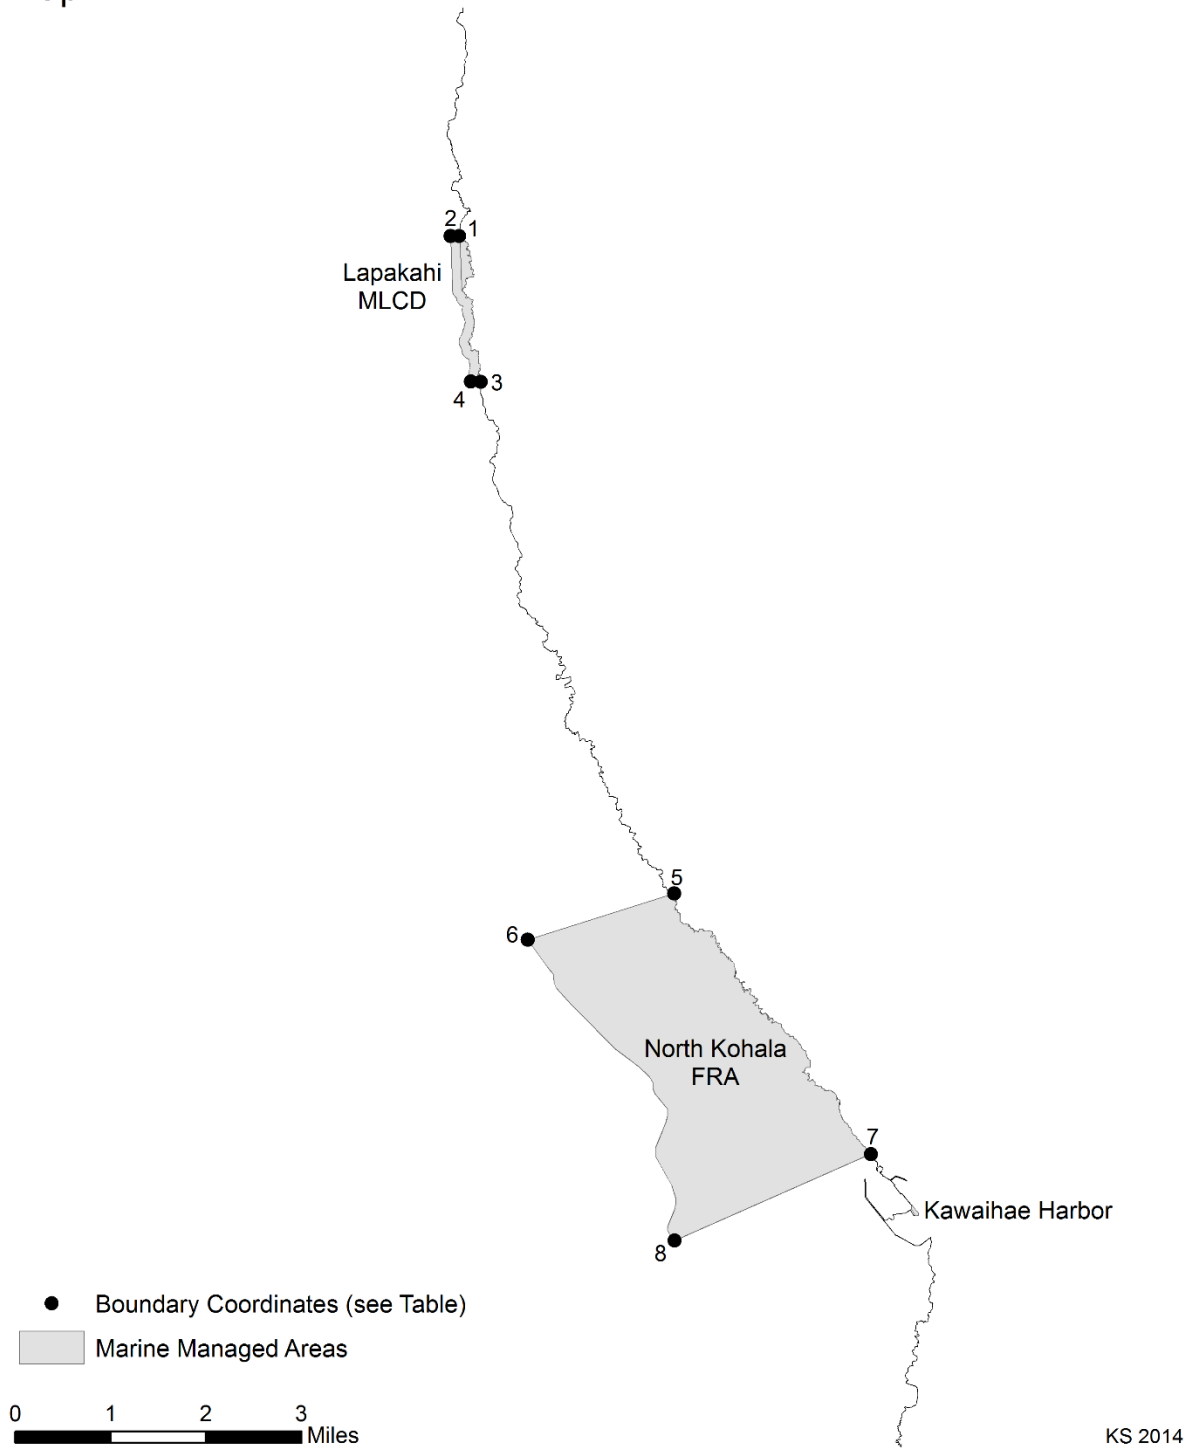 2 1
Lapakahi
MLCD
4 3
5
6
North Kohala
FRA
7
Kawaihae Harbor
8
Boundary Coordinates (see Table)
Marine Managed Areas
0 1 2 3
Miles
KS 2014